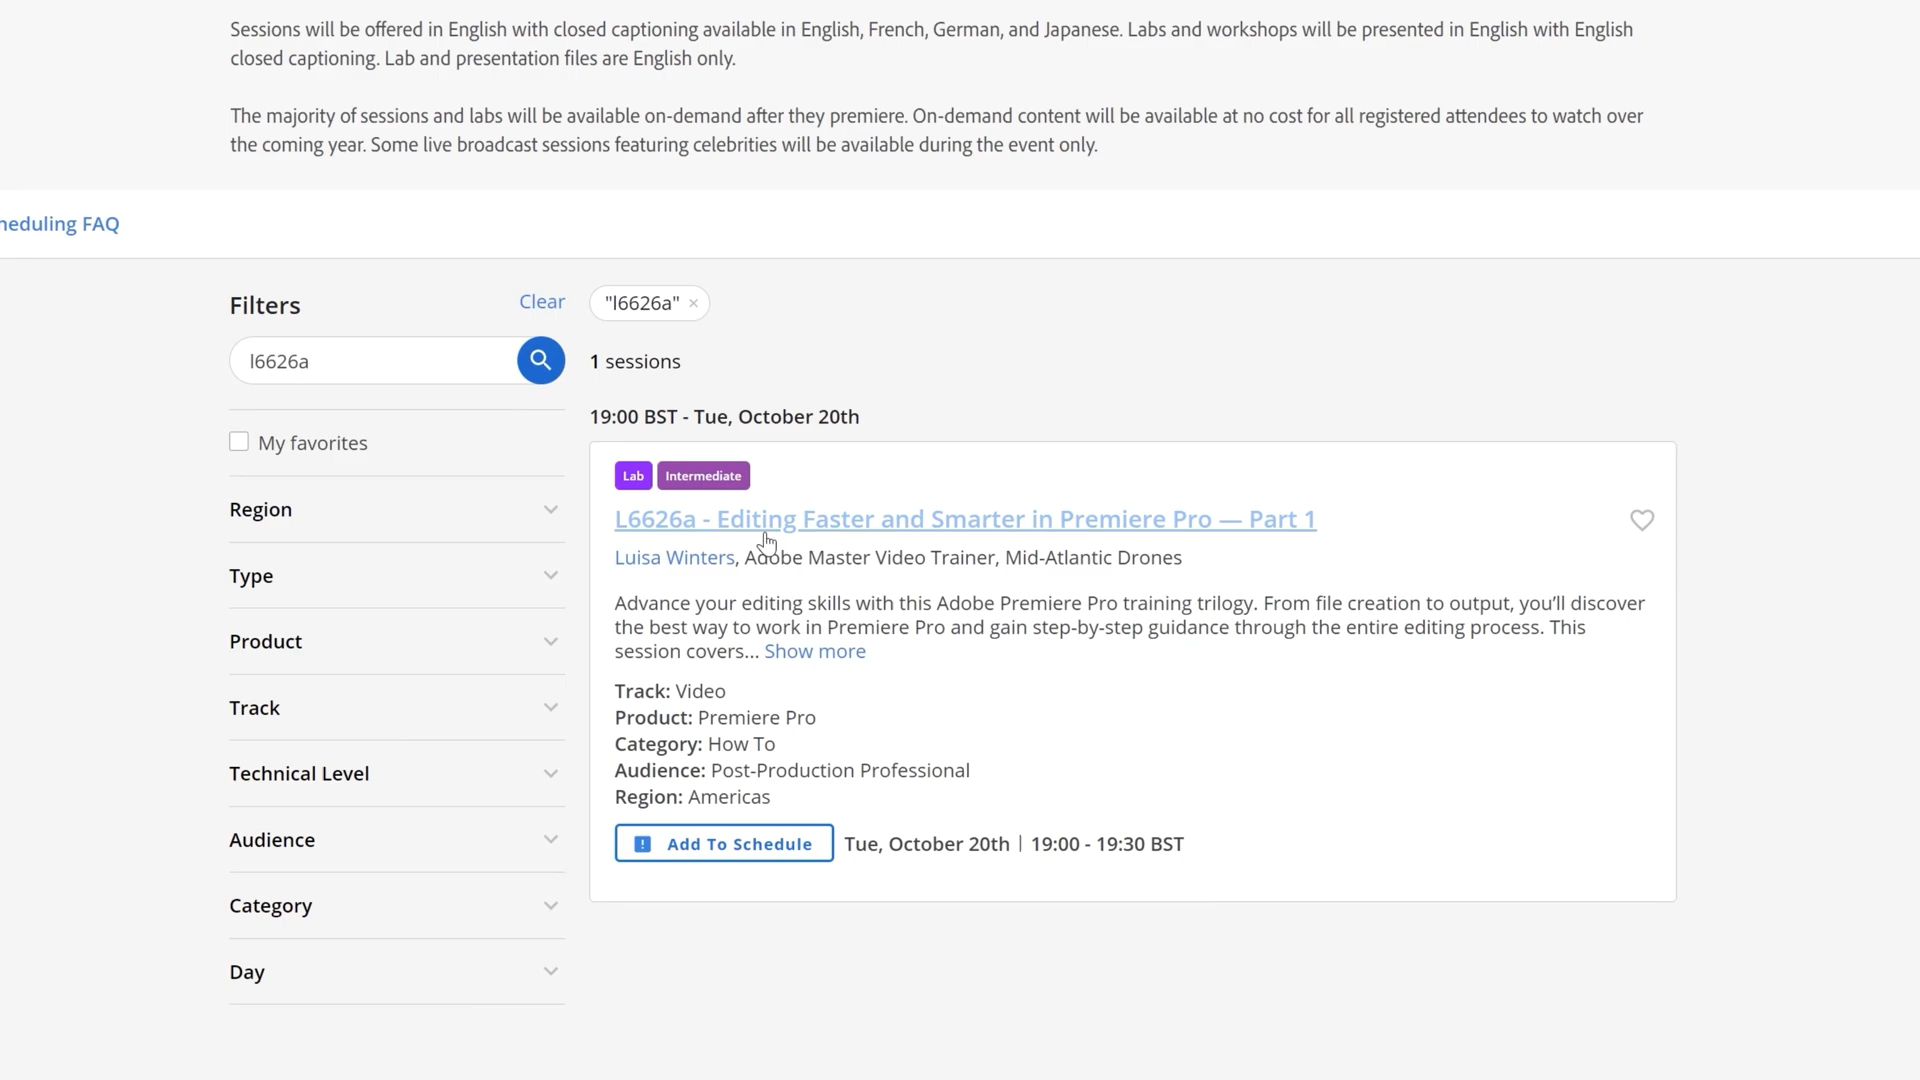 Sessions will be offered in English with closed captioning available in English, French, German, and Japanese. Labs and workshops will be presented in English with English
closed captioning. Lab and presentation files are English only.
The majority of sessions and labs will be available on-demand after they premiere. On-demand content will be available at no cost for all registered attendees to watch over
the coming year. Some live broadcast sessions featuring celebrities will be available during the event only.
heduling FAQ
Filters
Clear
l6626a
My favorites
Region
Type
Product
Track
Technical Level
Audience
Category
Day
"l6626a" ×
1 sessions
19:00 BST - Tue, October 20th
Lab Intermediate
L6626a - Editing Faster and Smarter in Premiere Pro — Part 1
Luisa Winters, Adobe Master Video Trainer, Mid-Atlantic Drones
Advance your editing skills with this Adobe Premiere Pro training trilogy. From file creation to output, you’ll discover
the best way to work in Premiere Pro and gain step-by-step guidance through the entire editing process. This
session covers... Show more
Track: Video
Product: Premiere Pro
Category: How To
Audience: Post-Production Professional
Region: Americas
Add To Schedule Tue, October 20th | 19:00 - 19:30 BST